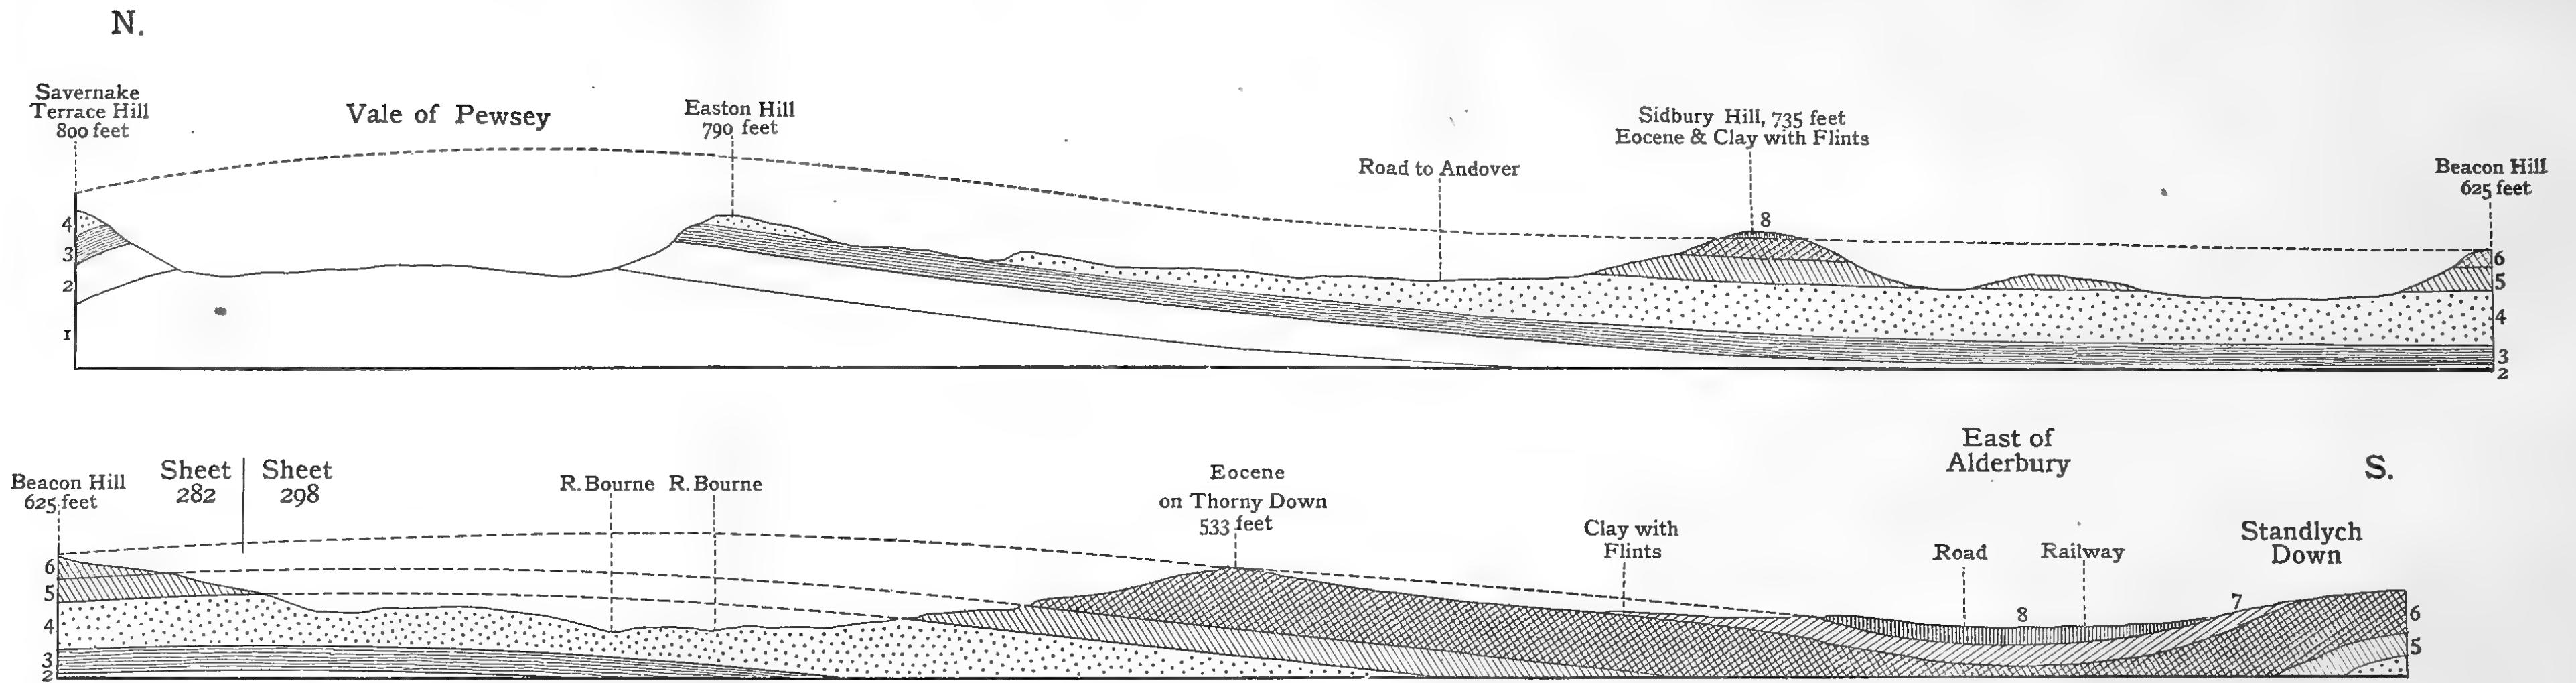 N.
Savernake
Terrace Hill
800 feet
Vale of Pewsey
Easton Hill
790 feet
Road to Andover
Sidbury Hill, 735 feet
Eocene & Clay with Flints
Beacon Hill
625 feet
8
4
3
2
1
6
5
4
3
2
Beacon Hill
625 feet
Sheet
282
Sheet
298
R. Bourne
R. Bourne
Eocene
on Thorny Down
533 feet
Clay with
Flints
East of
Alderbury
Road
Railway
S.
Standlych
Down
6
5
4
3
2
8
7
6
5